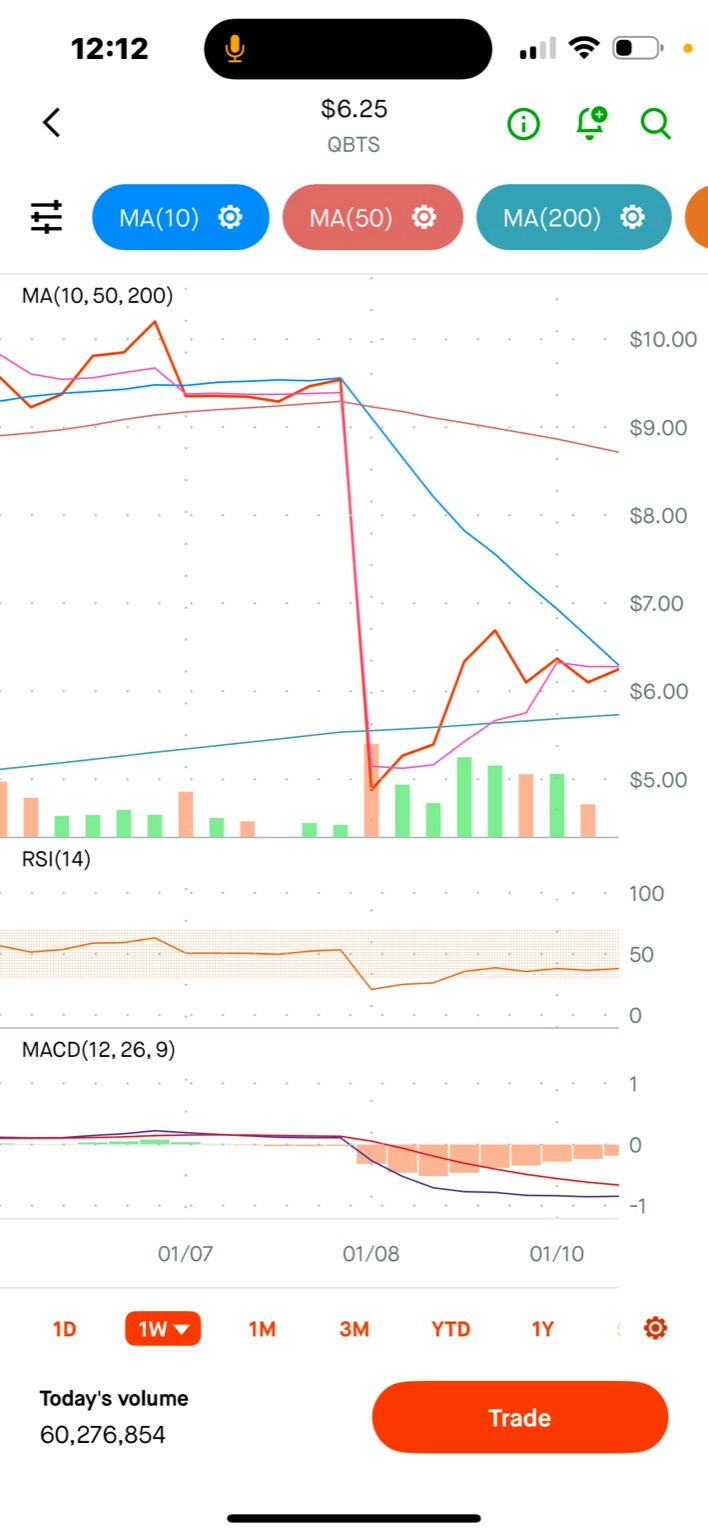 12:12
$6.25
QBTS
MA(10)
MA(50)
MA(200)
MA(10,50,200)
$10.00
$9.00
$8.00
$7.00
$6.00
$5.00
RSI(14)
100
50
0
MACD(12,26,9)
1
0
-1
01/07
01/08
01/10
1D
1W
1M
3M
YTD
1Y
Today's volume
60,276,854
Trade